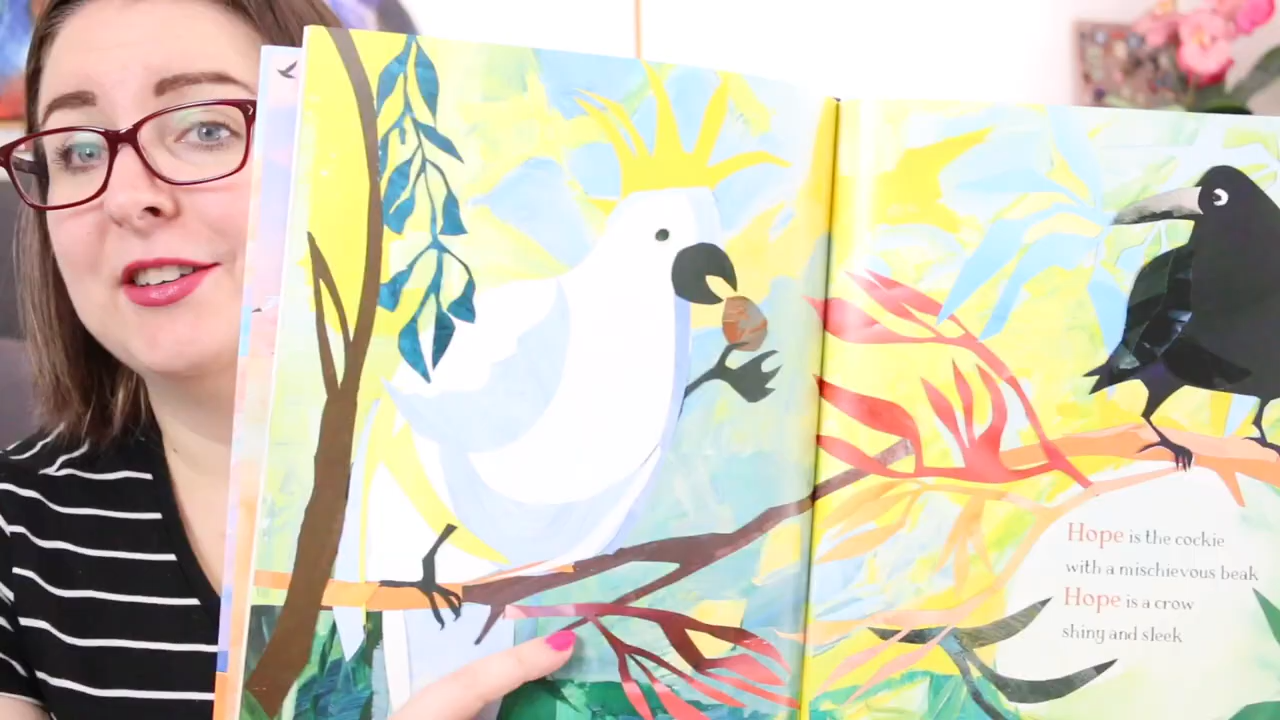 Hope is the cockie
with a mischievous beak
Hope is a crow
shiny and sleek